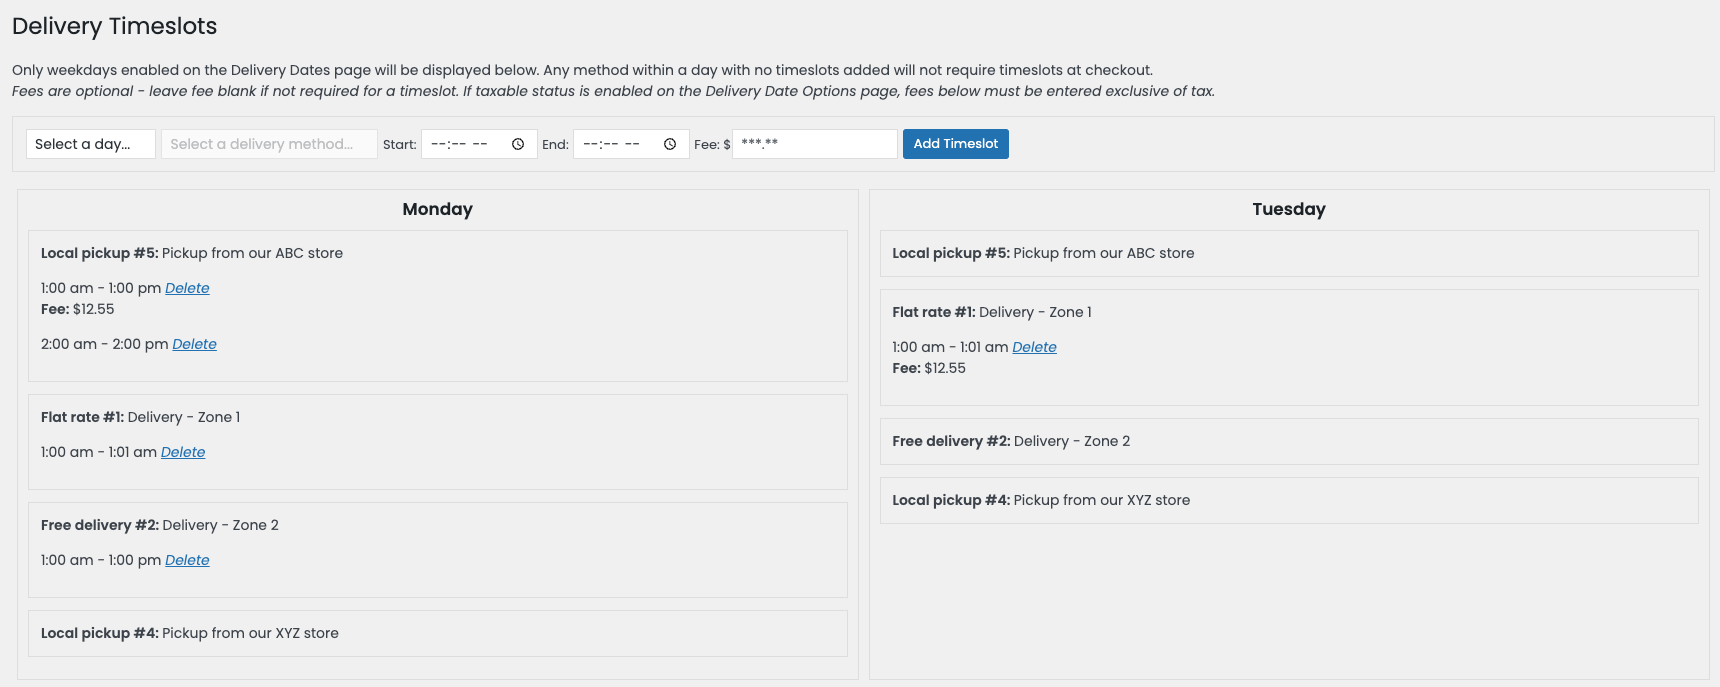 Delivery Timeslots
Only weekdays enabled on the Delivery Dates page will be displayed below. Any method within a day with no timeslots added will not require timeslots at checkout.
Fees are optional - leave fee blank if not required for a timeslot. If taxable status is enabled on the Delivery Date Options page, fees below must be entered exclusive of tax.
Select a day... Select a delivery method... Start: --:-- -- End: --:-- -- Fee: $ ***.** Add Timeslot
Monday
Local pickup #5: Pickup from our ABC store
1:00 am - 1:00 pm Delete
Fee: $12.55
2:00 am - 2:00 pm Delete
Flat rate #1: Delivery - Zone 1
1:00 am - 1:01 am Delete
Free delivery #2: Delivery - Zone 2
1:00 am - 1:00 pm Delete
Local pickup #4: Pickup from our XYZ store
Tuesday
Local pickup #5: Pickup from our ABC store
Flat rate #1: Delivery - Zone 1
1:00 am - 1:01 am Delete
Fee: $12.55
Free delivery #2: Delivery - Zone 2
Local pickup #4: Pickup from our XYZ store